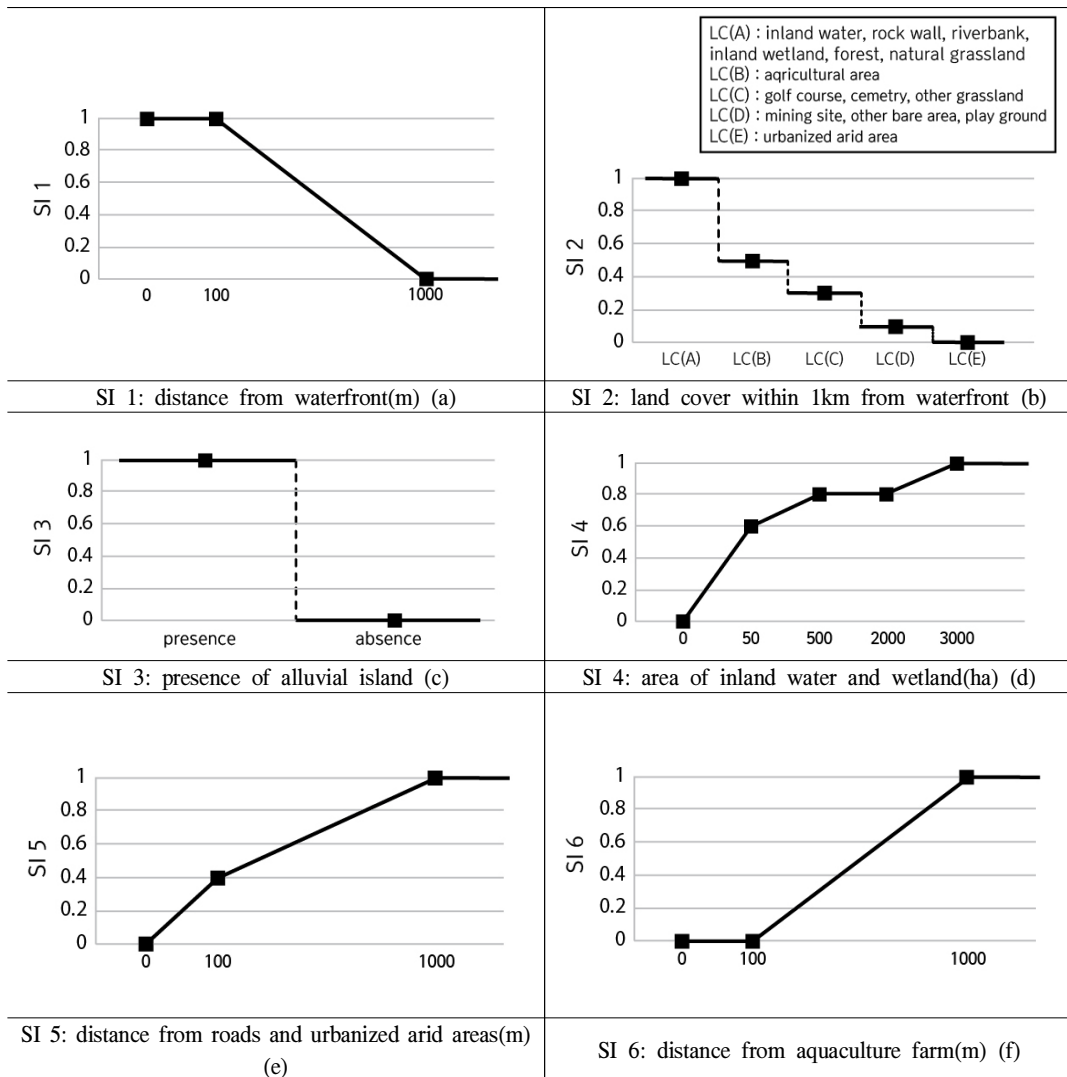 LC(A) : inland water, rock wall, riverbank,
inland wetland, forest, natural grassland
LC(B) : aqricultural area
LC(C) : golf course, cemetry, other grassland
LC(D) : mining site, other bare area, play ground
LC(E) : urbanized arid area
1
0.8
0.6
0.4
0.2
0
SI 1
0 100 1000
1
0.8
0.6
0.4
0.2
0
SI 2
LC(A) LC(B) LC(C) LC(D) LC(E)
SI 1: distance from waterfront(m) (a)
SI 2: land cover within 1km from waterfront (b)
1
0.8
0.6
0.4
0.2
0
SI 3
presence absence
1
0.8
0.6
0.4
0.2
0
SI 4
0 50 500 2000 3000
SI 3: presence of alluvial island (c)
SI 4: area of inland water and wetland(ha) (d)
1
0.8
0.6
0.4
0.2
0
SI 5
0 100 1000
1
0.8
0.6
0.4
0.2
0
SI 6
0 100 1000
SI 5: distance from roads and urbanized arid areas(m)
(e)
SI 6: distance from aquaculture farm(m) (f)